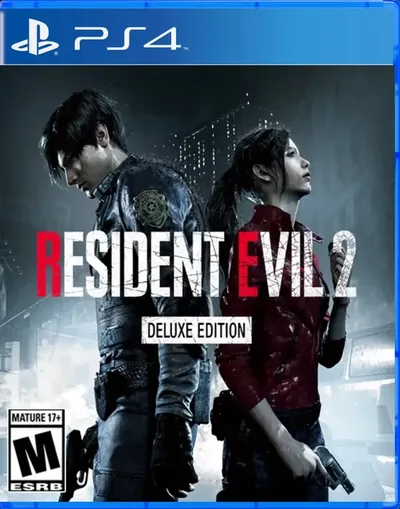 PS4
RESIDENT EVIL 2
DELUXE EDITION
MATURE 17+
M
ESRB